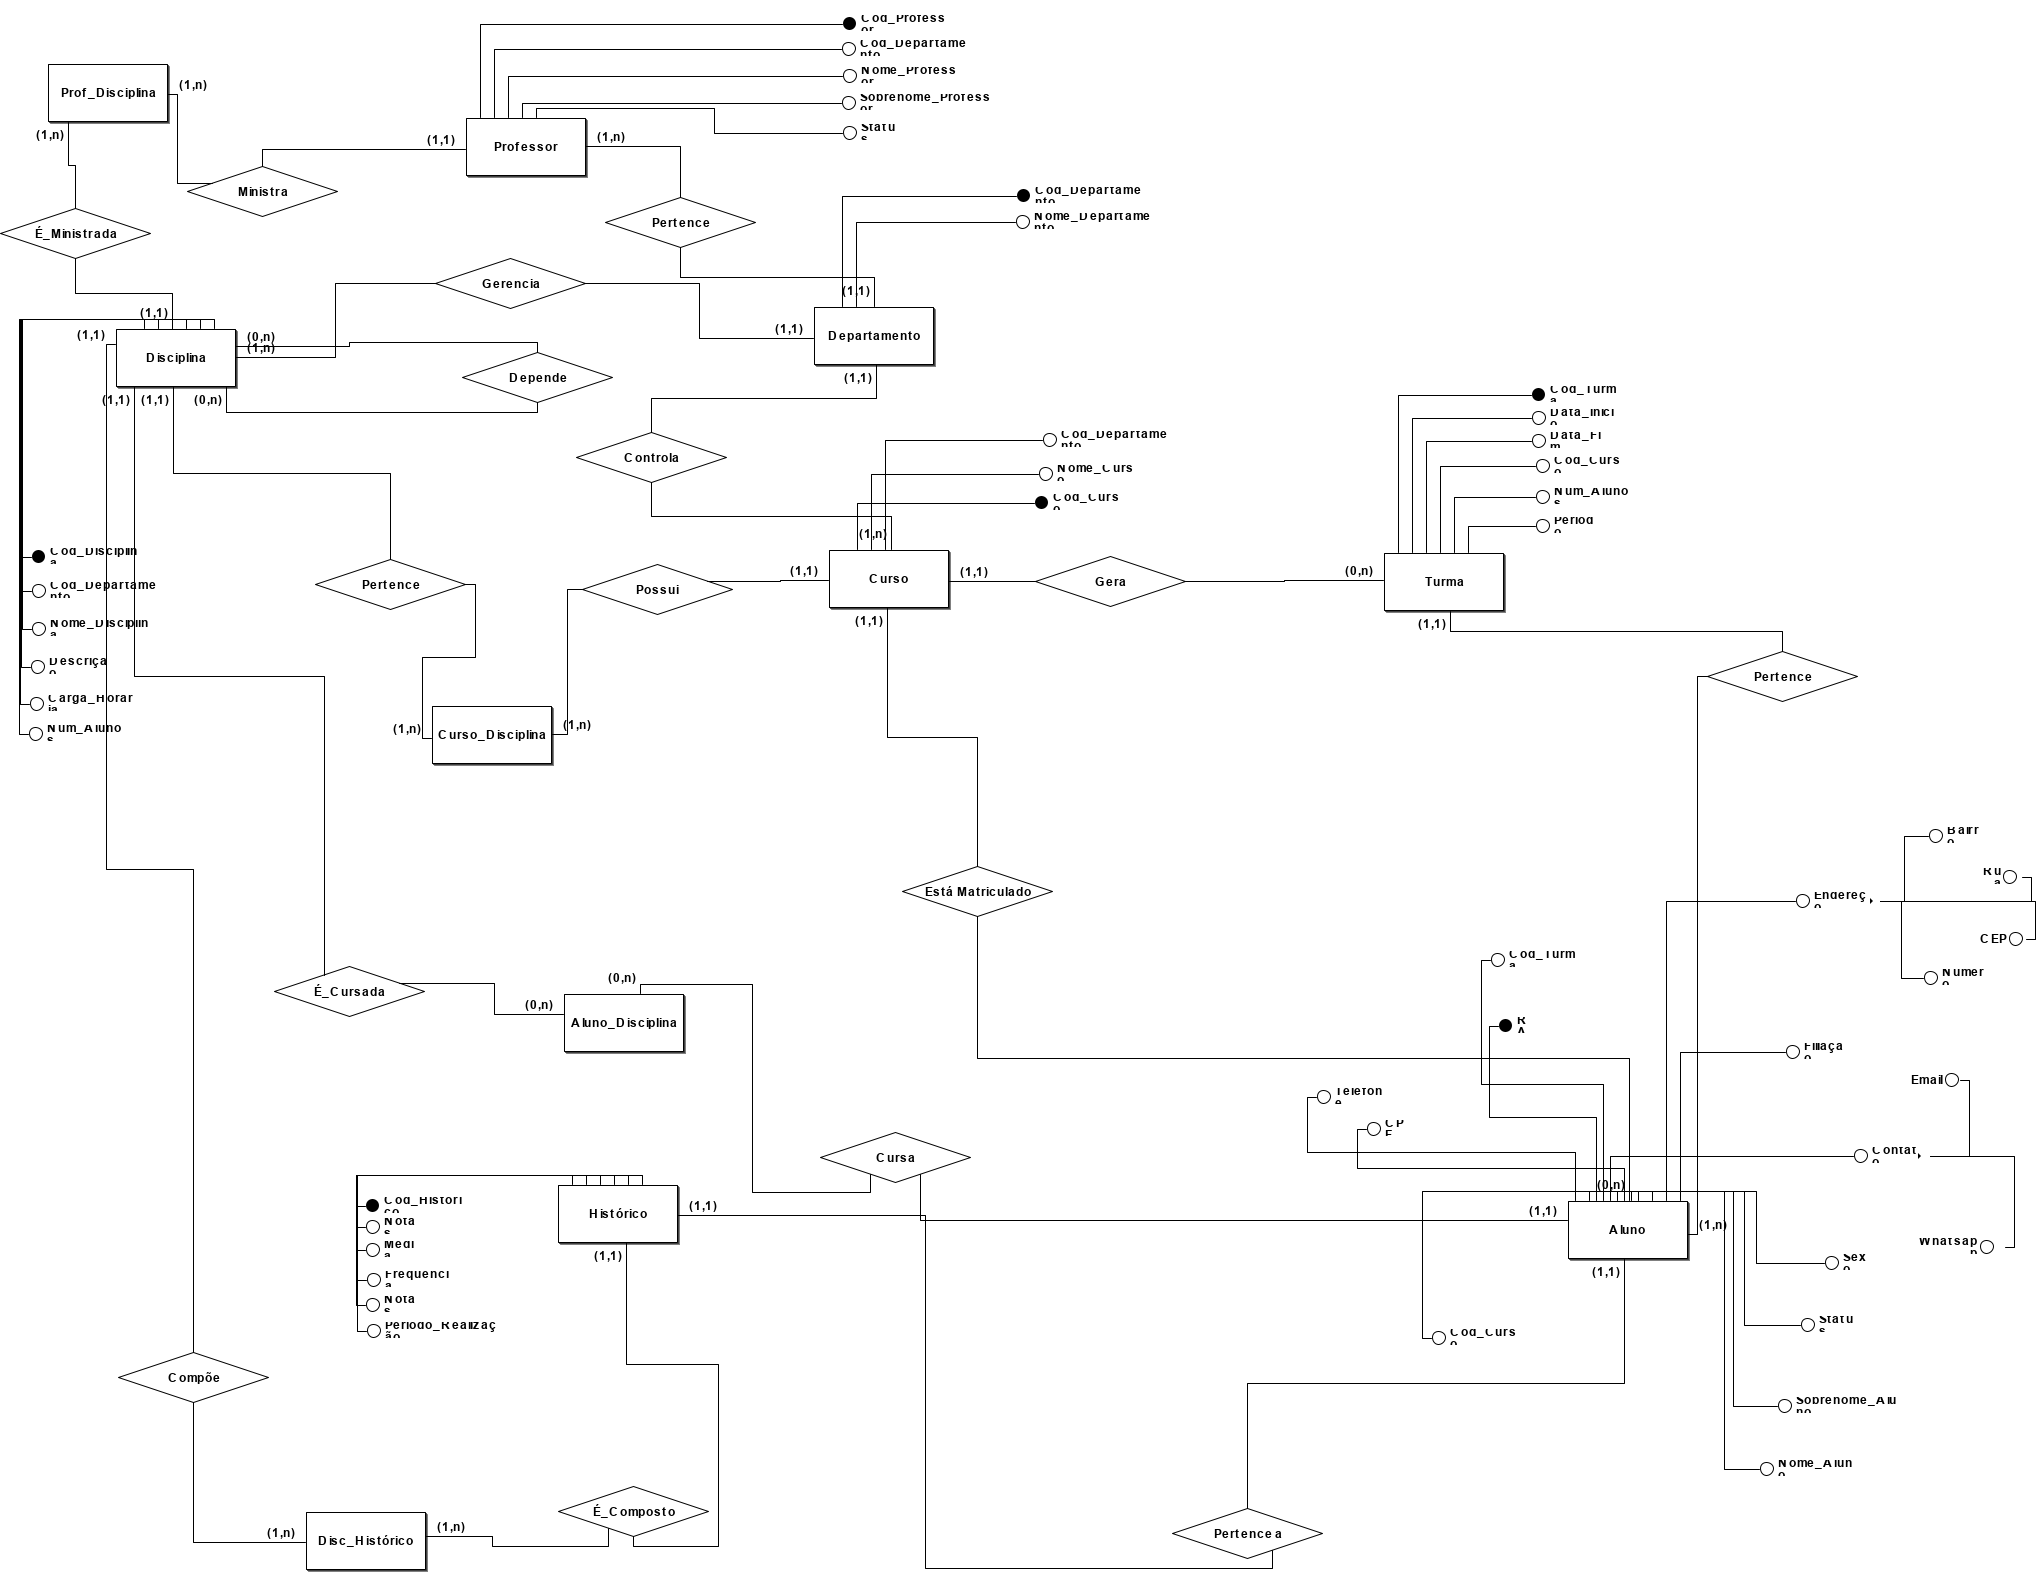 Cod_Profess
or
Cod_Departame
nto
Nome_Profess
or
Sobrenome_Profess
or
Statu
s
Prof_Disciplina
(1,n)
(1,n)
(1,1)
Professor
(1,n)
Ministra
É_Ministrada
Pertence
Cod_Departame
nto
Nome_Departame
nto
Gerencia
(1,1)
(1,1)
(1,1)
(0,n)
(1,n)
Disciplina
(1,1)
Departamento
(1,1)
Depende
(1,1)
(1,1)
(0,n)
Controla
Cod_Departame
nto
Nome_Curs
o
Cod_Curs
o
(1,n)
Cod_Turm
a
Data_Inici
o
Data_Fi
m
Cod_Curs
o
Num_Aluno
s
Period
o
Cod_Disciplin
a
Cod_Departame
nto
Nome_Disciplin
a
Descriçã
o
Carga_Horar
ia
Num_Aluno
s
Pertence
Possui
(1,1)
Curso
(1,1)
Gera
(0,n)
Turma
(1,1)
(1,1)
Pertence
(1,n)
Curso_Disciplina
(1,n)
Está Matriculado
Bairr
o
Ru
a
Endereç
o
CEP
Numer
o
Cod_Turm
a
R
A
É_Cursada
(0,n)
(0,n)
Aluno_Disciplina
Filiaçã
o
Email
Telefon
e
CP
F
Contat
o
Whatsap
p
Cursa
(0,n)
Cod_Histori
co
Nota
s
Medi
a
Frequenci
a
Nota
s
Periodo_Realizaç
ão
Histórico
(1,1)
(1,1)
(1,1)
Aluno
(1,n)
(1,1)
Sex
o
Statu
s
Cod_Curs
o
Sobrenome_Alu
no
Nome_Alun
o
Compõe
É_Composto
Pertence a
(1,n)
Disc_Histórico
(1,n)